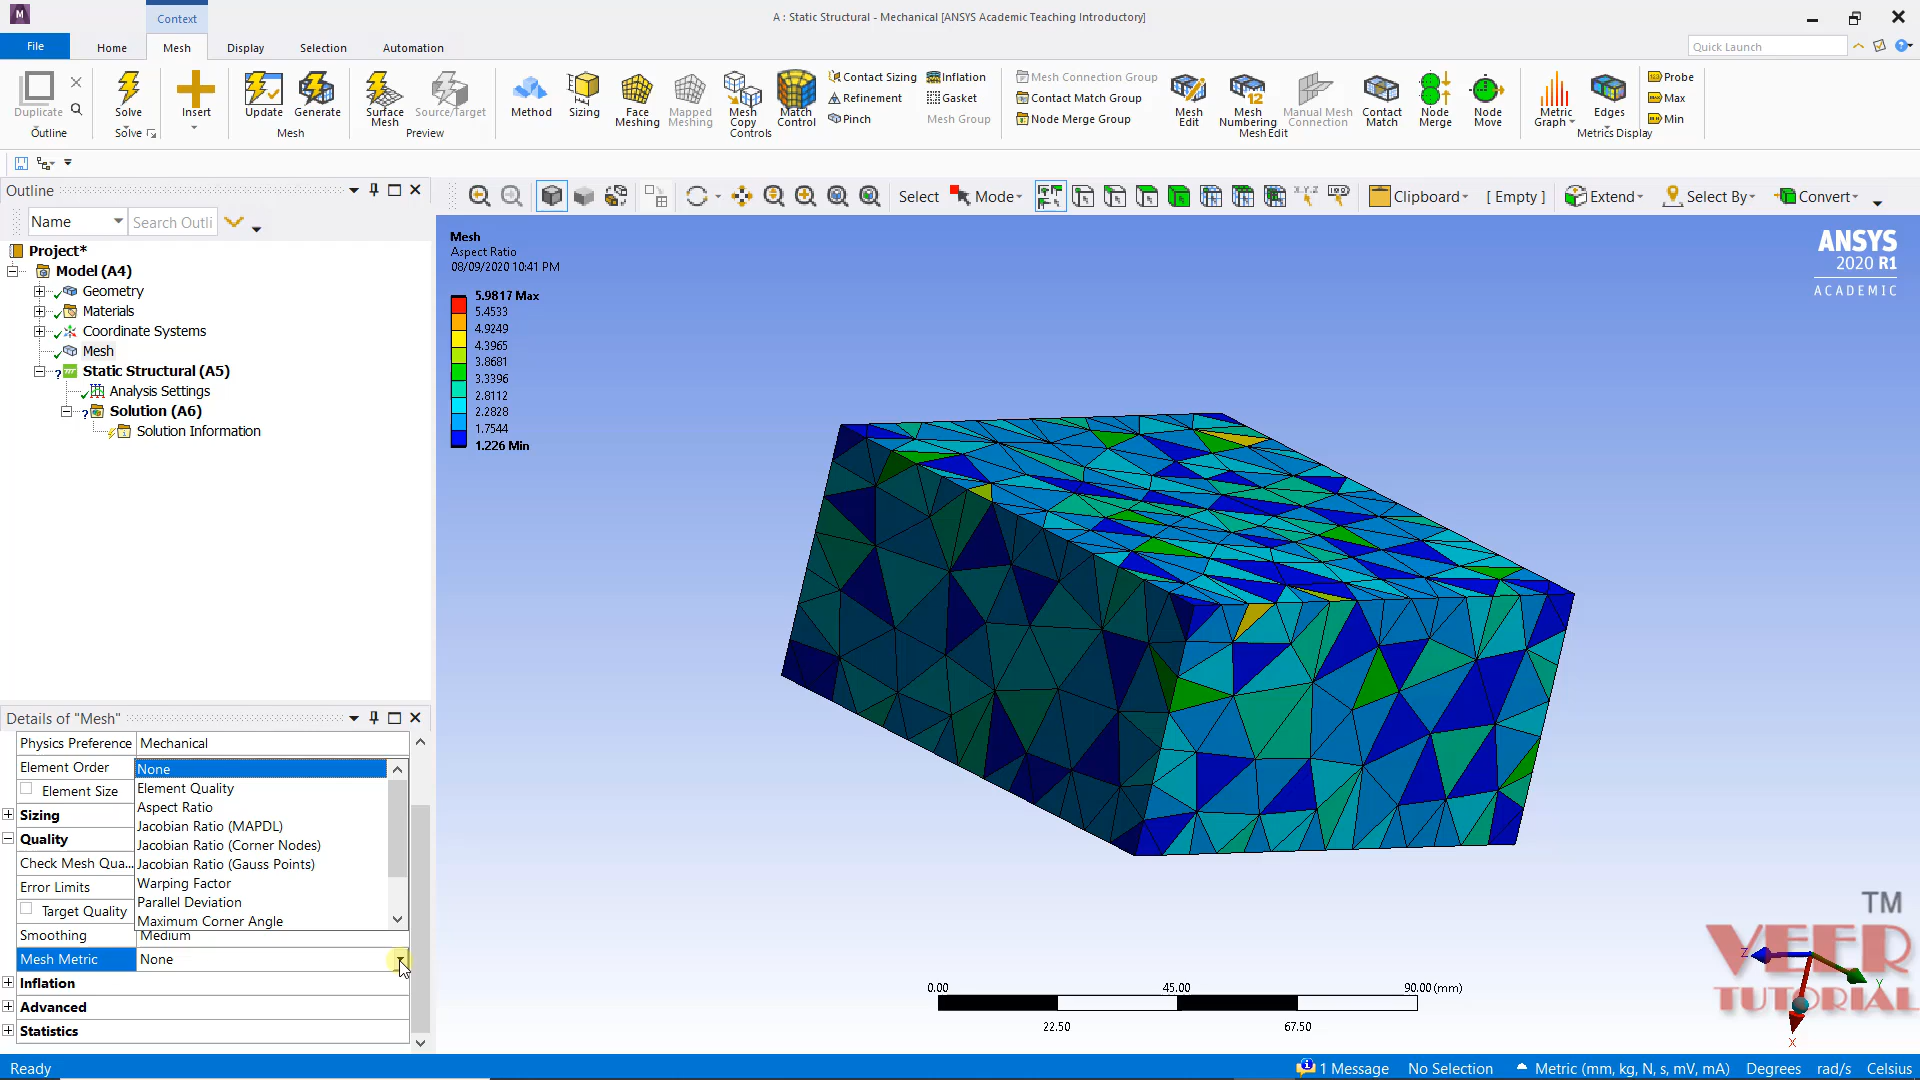 Context
A : Static Structural - Mechanical [ANSYS Academic Teaching Introductory]
File
Home
Mesh
Display
Selection
Automation
Quick Launch
Duplicate
Outline
Solve
Solve
Insert
Update
Generate
Mesh
Surface Mesh
Source/Target
Preview
Method
Sizing
Face Meshing
Mapped Meshing
Mesh Copy
Match Control
Contact Sizing
Refinement
Pinch
Inflation
Gasket
Mesh Group
Controls
Mesh Connection Group
Contact Match Group
Node Merge Group
Mesh Edit
Mesh Numbering
Manual Mesh Connection
Contact Match
Node Merge
Node Move
Mesh Edit
Metric Graph
Edges
Probe
Max
Min
Metrics Display
Outline
Name
Search Outli
Select
Mode
Clipboard
[ Empty ]
Extend
Select By
Convert
Project*
Model (A4)
Geometry
Materials
Coordinate Systems
Mesh
Static Structural (A5)
Analysis Settings
Solution (A6)
Solution Information
Mesh
Aspect Ratio
08/09/2020 10:41 PM
5.9817 Max
5.4533
4.9249
4.3965
3.8681
3.3396
2.8112
2.2828
1.7544
1.226 Min
ANSYS
2020 R1
ACADEMIC
Details of "Mesh"
Physics Preference Mechanical
Element Order
Element Size
Sizing
Quality
Check Mesh Qua...
Error Limits
Target Quality
Smoothing Medium
Mesh Metric None
Inflation
Advanced
Statistics
None
Element Quality
Aspect Ratio
Jacobian Ratio (MAPDL)
Jacobian Ratio (Corner Nodes)
Jacobian Ratio (Gauss Points)
Warping Factor
Parallel Deviation
Maximum Corner Angle
0.00 45.00 90.00 (mm)
22.50 67.50
TM
VEER
TUTORIAL
Z
Y
X
Ready
1 Message
No Selection
Metric (mm, kg, N, s, mV, mA)
Degrees
rad/s
Celsius